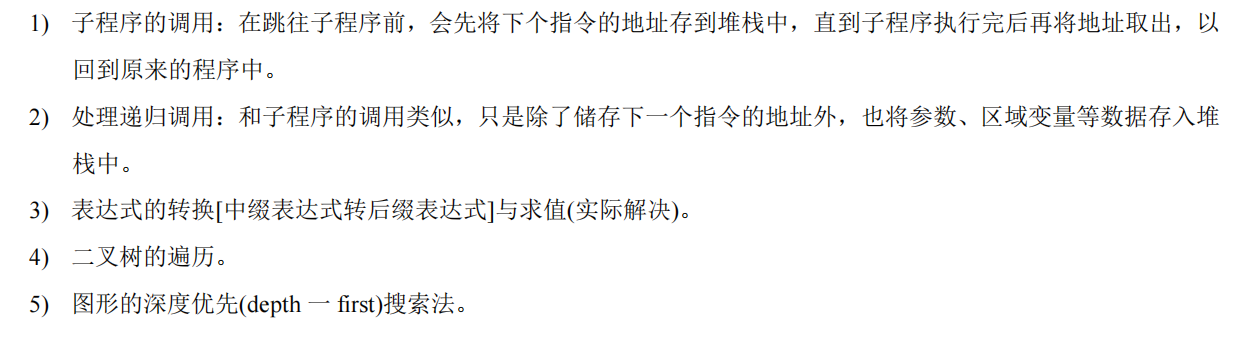 1) 子程序的调用：在跳往子程序前，会先将下个指令的地址存到堆栈中，直到子程序执行完后再将地址取出，以
回到原来的程序中。
2) 处理递归调用：和子程序的调用类似，只是除了储存下一个指令的地址外，也将参数、区域变量等数据存入堆
栈中。
3) 表达式的转换[中缀表达式转后缀表达式]与求值(实际解决)。
4) 二叉树的遍历。
5) 图形的深度优先(depth 一 first)搜索法。